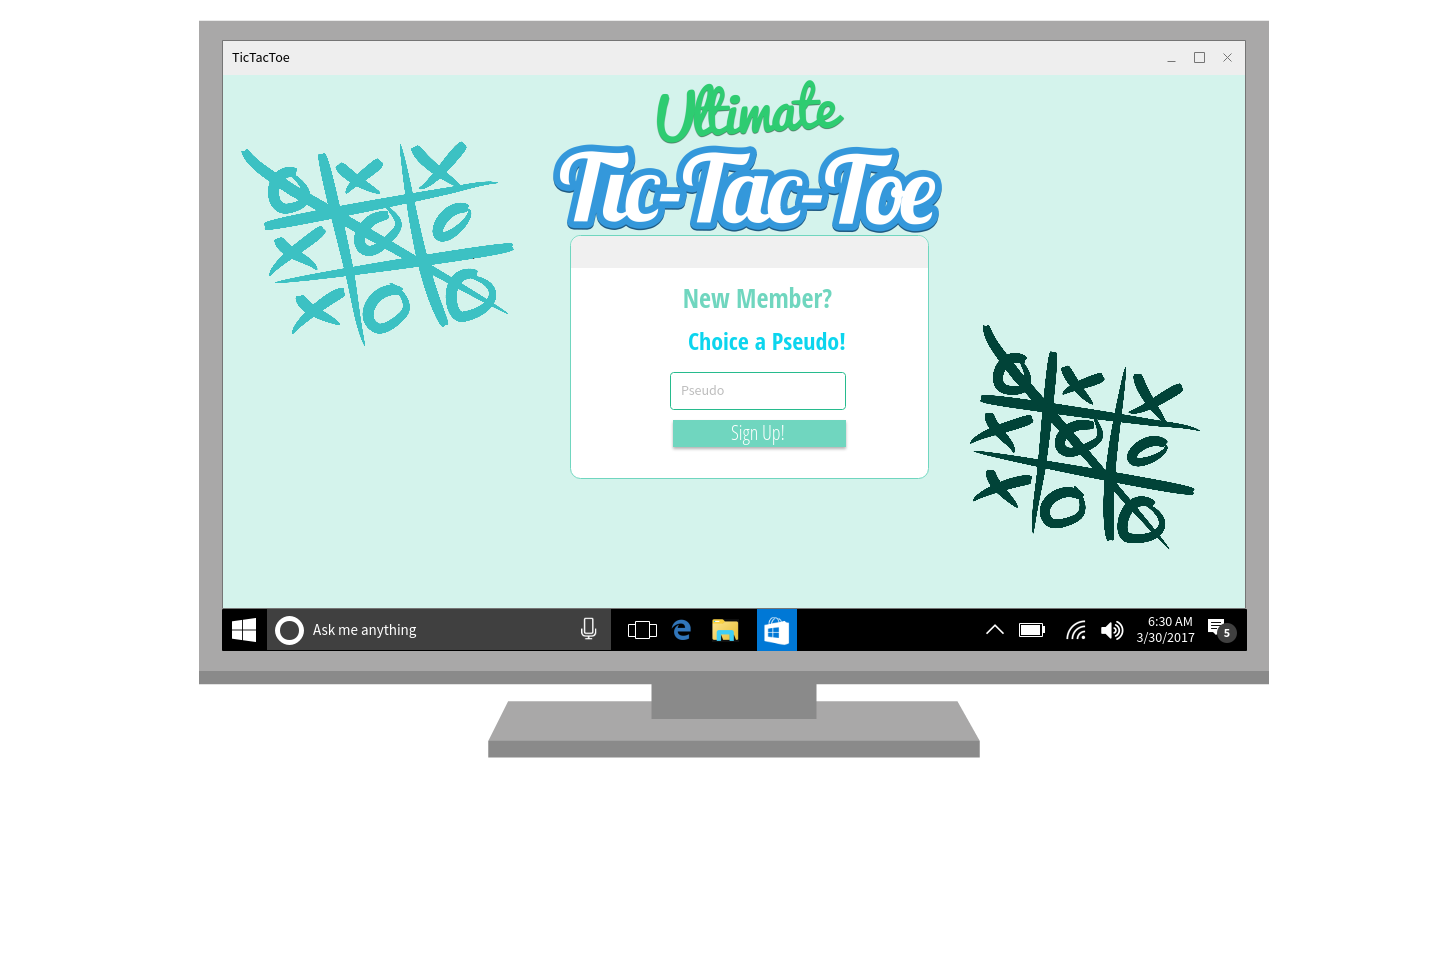 TicTacToe
Ultimate
Tic-Tac-Toe
New Member?
Choice a Pseudo!
Pseudo
Sign Up!
Ask me anything
6:30 AM
3/30/2017
5